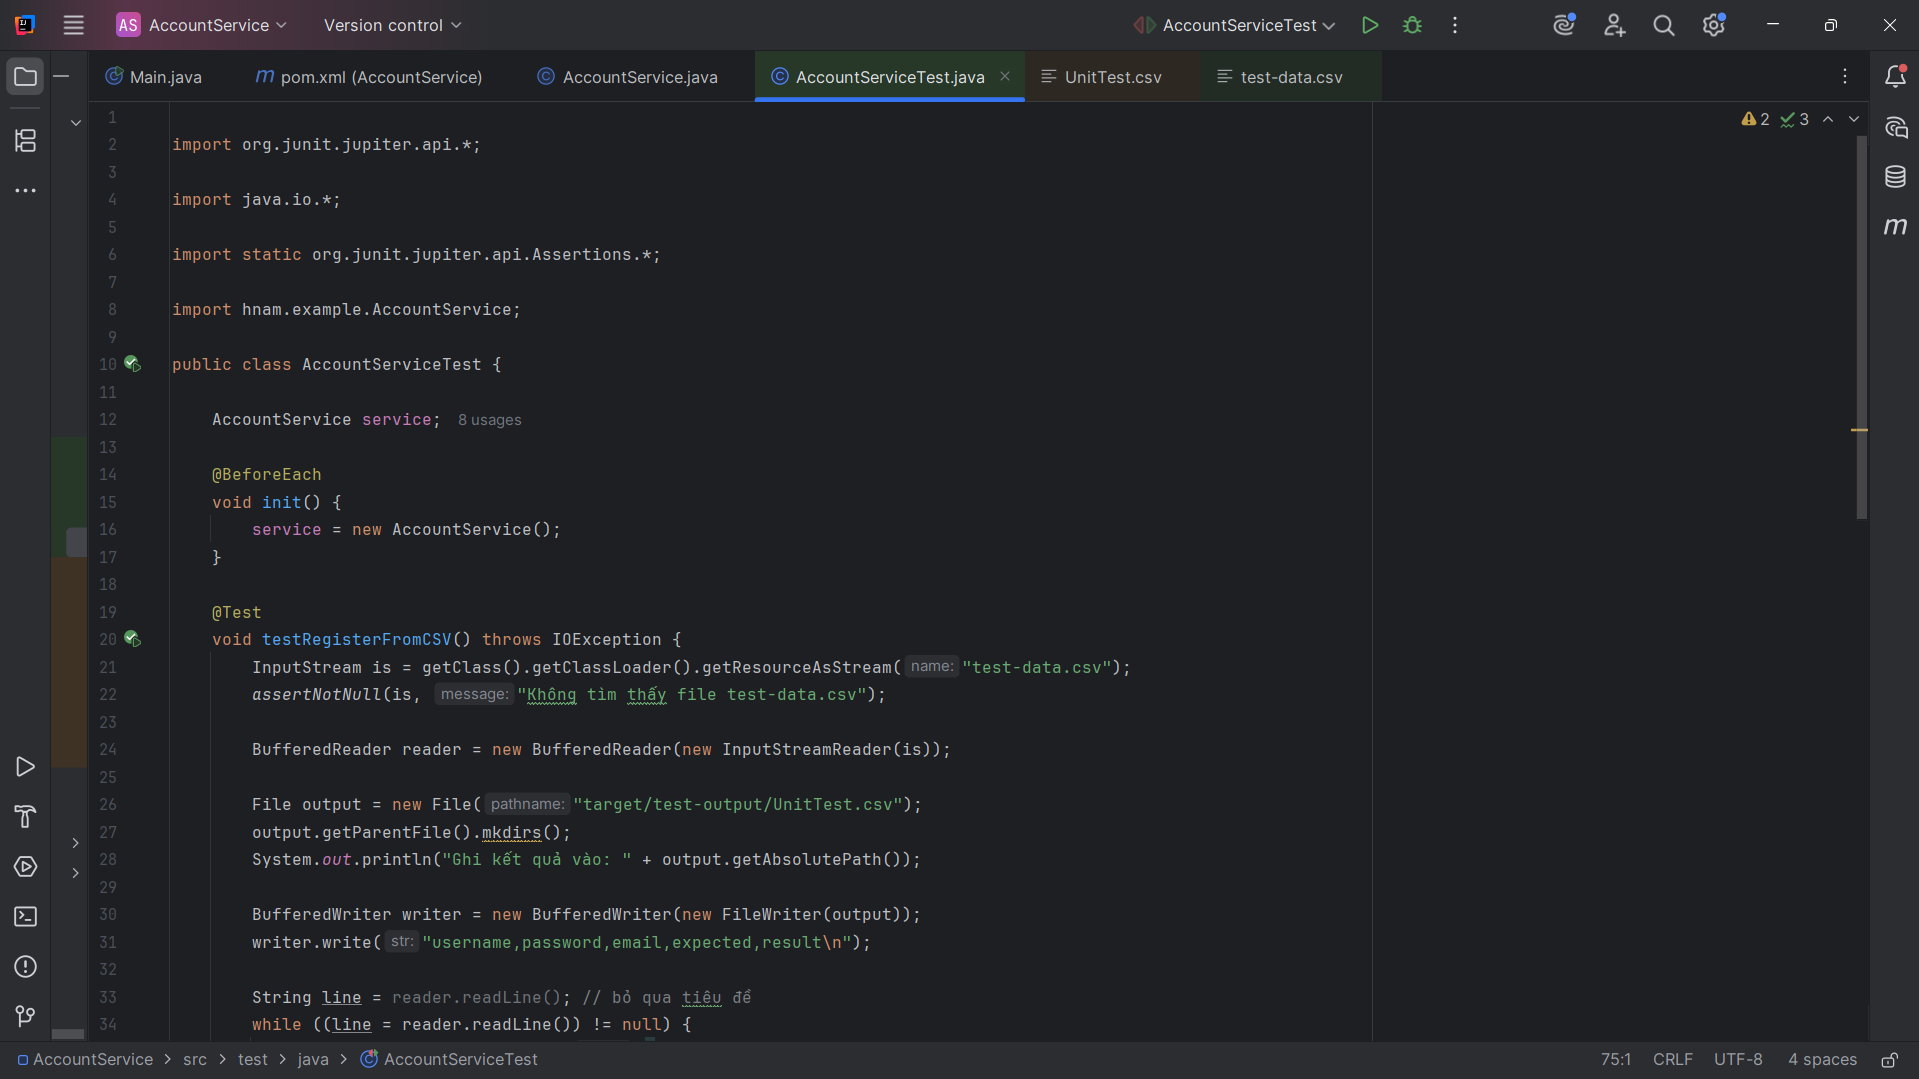 AS AccountService Version control AccountServiceTest
Main.java pom.xml (AccountService) AccountService.java AccountServiceTest.java UnitTest.csv test-data.csv
2 3
1
2 import org.junit.jupiter.api.*;
3
4 import java.io.*;
5
6 import static org.junit.jupiter.api.Assertions.*;
7
8 import hnam.example.AccountService;
9
10 public class AccountServiceTest {
11
12 AccountService service; 8 usages
13
14 @BeforeEach
15 void init() {
16 service = new AccountService();
17 }
18
19 @Test
20 void testRegisterFromCSV() throws IOException {
21 InputStream is = getClass().getClassLoader().getResourceAsStream( name: "test-data.csv");
22 assertNotNull(is, message: "Không tìm thấy file test-data.csv");
23
24 BufferedReader reader = new BufferedReader(new InputStreamReader(is));
25
26 File output = new File( pathname: "target/test-output/UnitTest.csv");
27 output.getParentFile().mkdirs();
28 System.out.println("Ghi kết quả vào: " + output.getAbsolutePath());
29
30 BufferedWriter writer = new BufferedWriter(new FileWriter(output));
31 writer.write( str: "username,password,email,expected,result\n");
32
33 String line = reader.readLine(); // bỏ qua tiêu đề
34 while ((line = reader.readLine()) != null) {
AccountService > src > test > java > AccountServiceTest 75:1 CRLF UTF-8 4 spaces